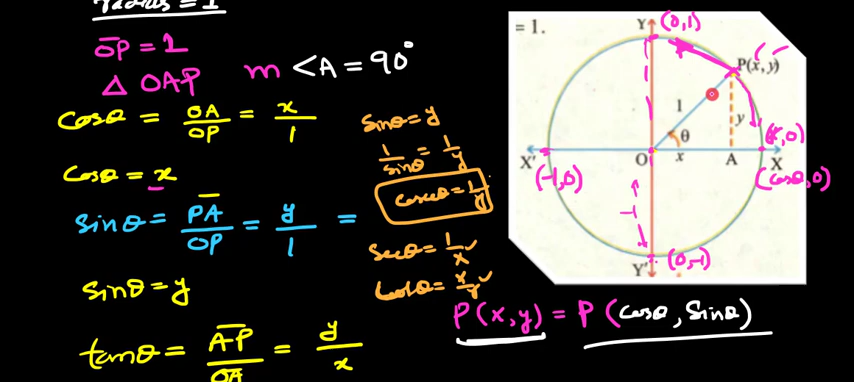 radius = 1
OP = 1
△ OAP m <A = 90°
Cosθ = OA/OP = x/1
Cosθ = x
Sinθ = PA/OP = y/1 =
Sinθ = y
tanθ = AP/OA = y/x
Sinθ = y
1/Sinθ = 1/y
Cosecθ = 1/y
Secθ = 1/x
Cotθ = x/y
= 1.
Y (0,1)
P(x, y)
1
y
θ
(1,0)
X' O x A X
(-1,0) (Cosθ,0)
1
Y' (0,-1)
P(x,y) = P(Cosθ, Sinθ)